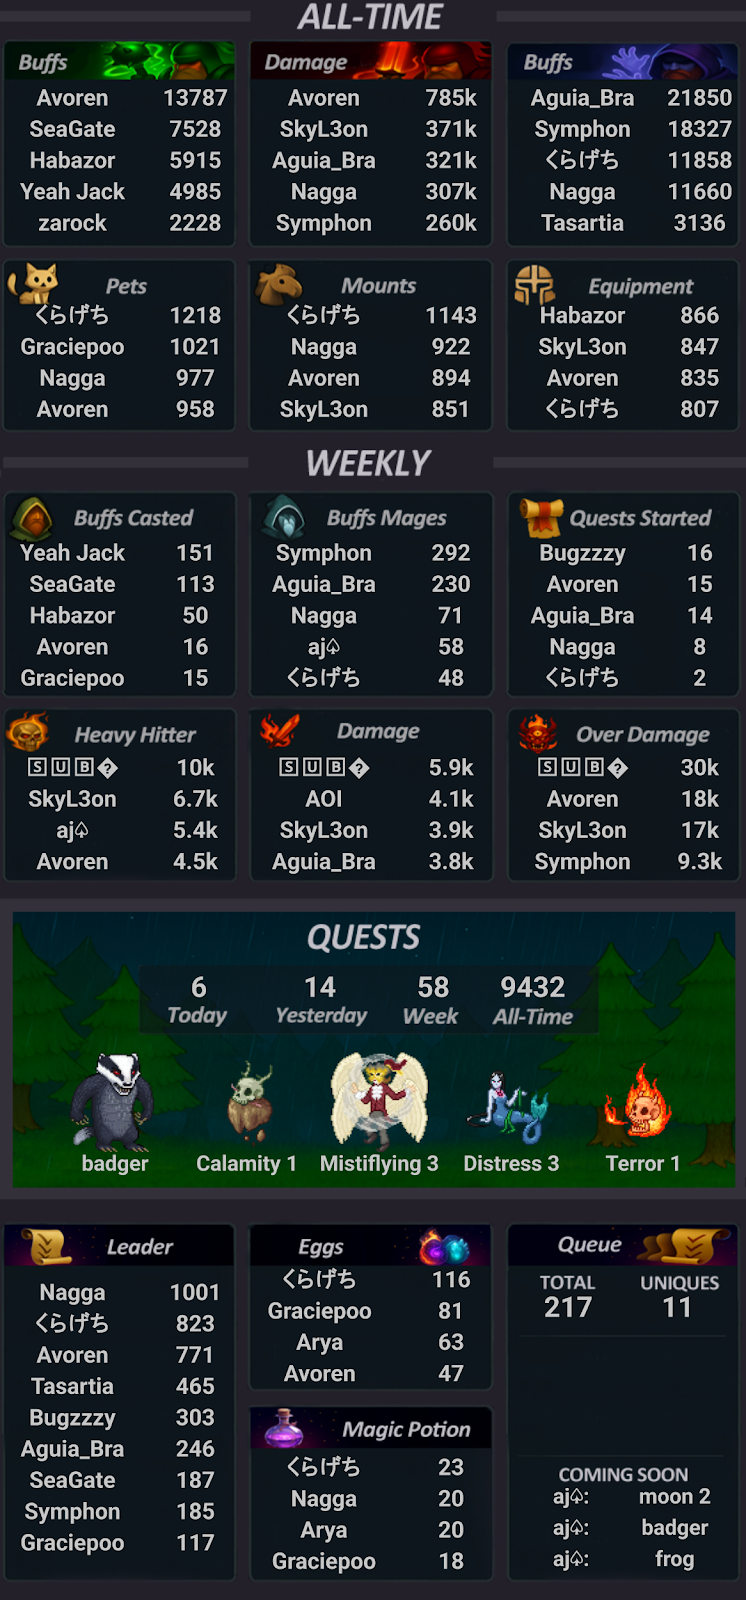 ALL-TIME
Buffs
Avoren 13787
SeaGate 7528
Habazor 5915
Yeah Jack 4985
zarock 2228
Damage
Avoren 785k
SkyL3on 371k
Aguia_Bra 321k
Nagga 307k
Symphon 260k
Buffs
Aguia_Bra 21850
Symphon 18327
くらげち 11858
Nagga 11660
Tasartia 3136
Pets
くらげち 1218
Graciepoo 1021
Nagga 977
Avoren 958
Mounts
くらげち 1143
Nagga 922
Avoren 894
SkyL3on 851
Equipment
Habazor 866
SkyL3on 847
Avoren 835
くらげち 807
WEEKLY
Buffs Casted
Yeah Jack 151
SeaGate 113
Habazor 50
Avoren 16
Graciepoo 15
Buffs Mages
Symphon 292
Aguia_Bra 230
Nagga 71
aj♤ 58
くらげち 48
Quests Started
Bugzzzy 16
Avoren 15
Aguia_Bra 14
Nagga 8
くらげち 2
Heavy Hitter
🅂🅄🄱� 10k
SkyL3on 6.7k
aj♤ 5.4k
Avoren 4.5k
Damage
🅂🅄🄱� 5.9k
AOI 4.1k
SkyL3on 3.9k
Aguia_Bra 3.8k
Over Damage
🅂🅄🄱� 30k
Avoren 18k
SkyL3on 17k
Symphon 9.3k
QUESTS
6 14 58 9432
Today Yesterday Week All-Time
badger Calamity 1 Mistiflying 3 Distress 3 Terror 1
Leader
Nagga 1001
くらげち 823
Avoren 771
Tasartia 465
Bugzzzy 303
Aguia_Bra 246
SeaGate 187
Symphon 185
Graciepoo 117
Eggs
くらげち 116
Graciepoo 81
Arya 63
Avoren 47
Magic Potion
くらげち 23
Nagga 20
Arya 20
Graciepoo 18
Queue
TOTAL UNIQUES
217 11
COMING SOON
aj♤: moon 2
aj♤: badger
aj♤: frog